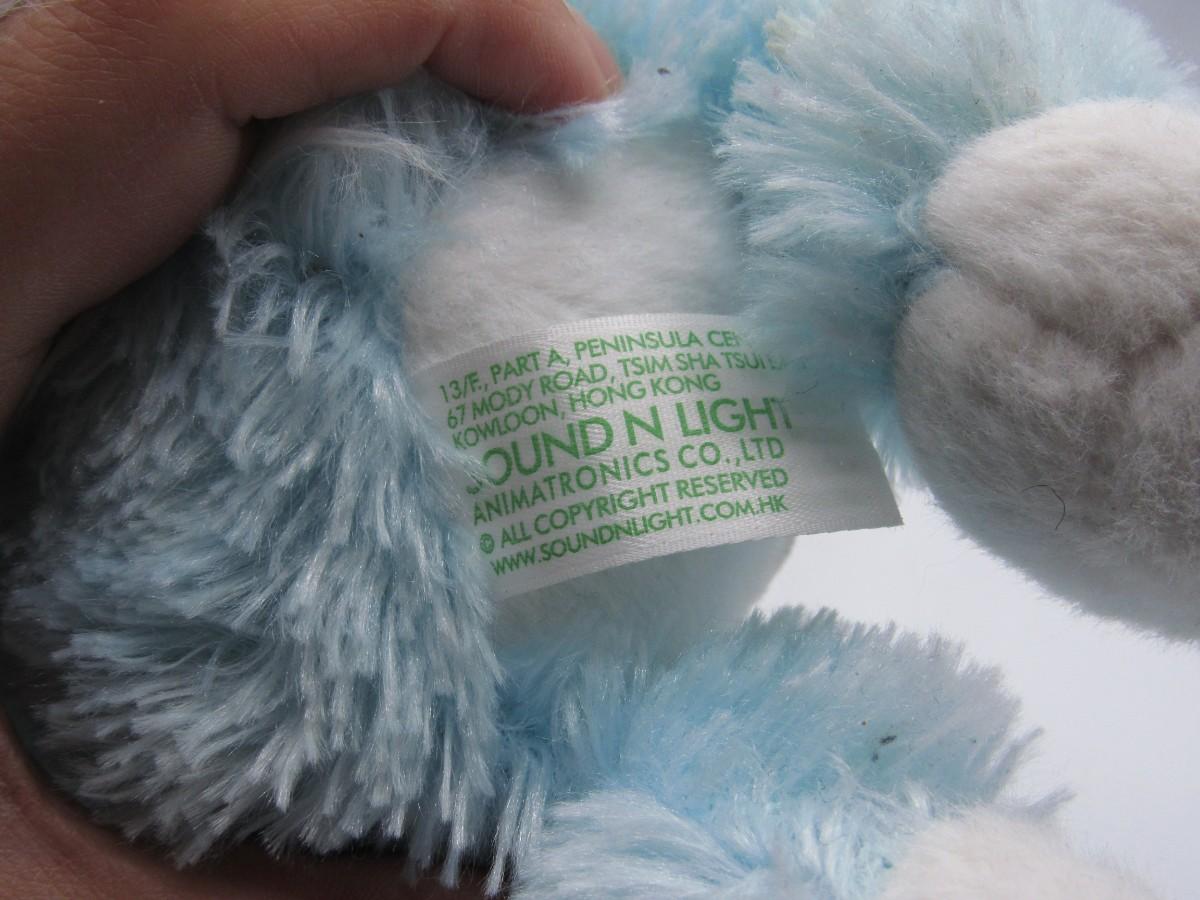 13/F., PART A, PENINSULA
67 MODY ROAD, TSIM SHA TSUI
KOWLOON, HONG KONG
SOUND N LIGHT
ANIMATRONICS CO.,LTD
© ALL COPYRIGHT RESERVED
WWW.SOUNDNLIGHT.COM.HK